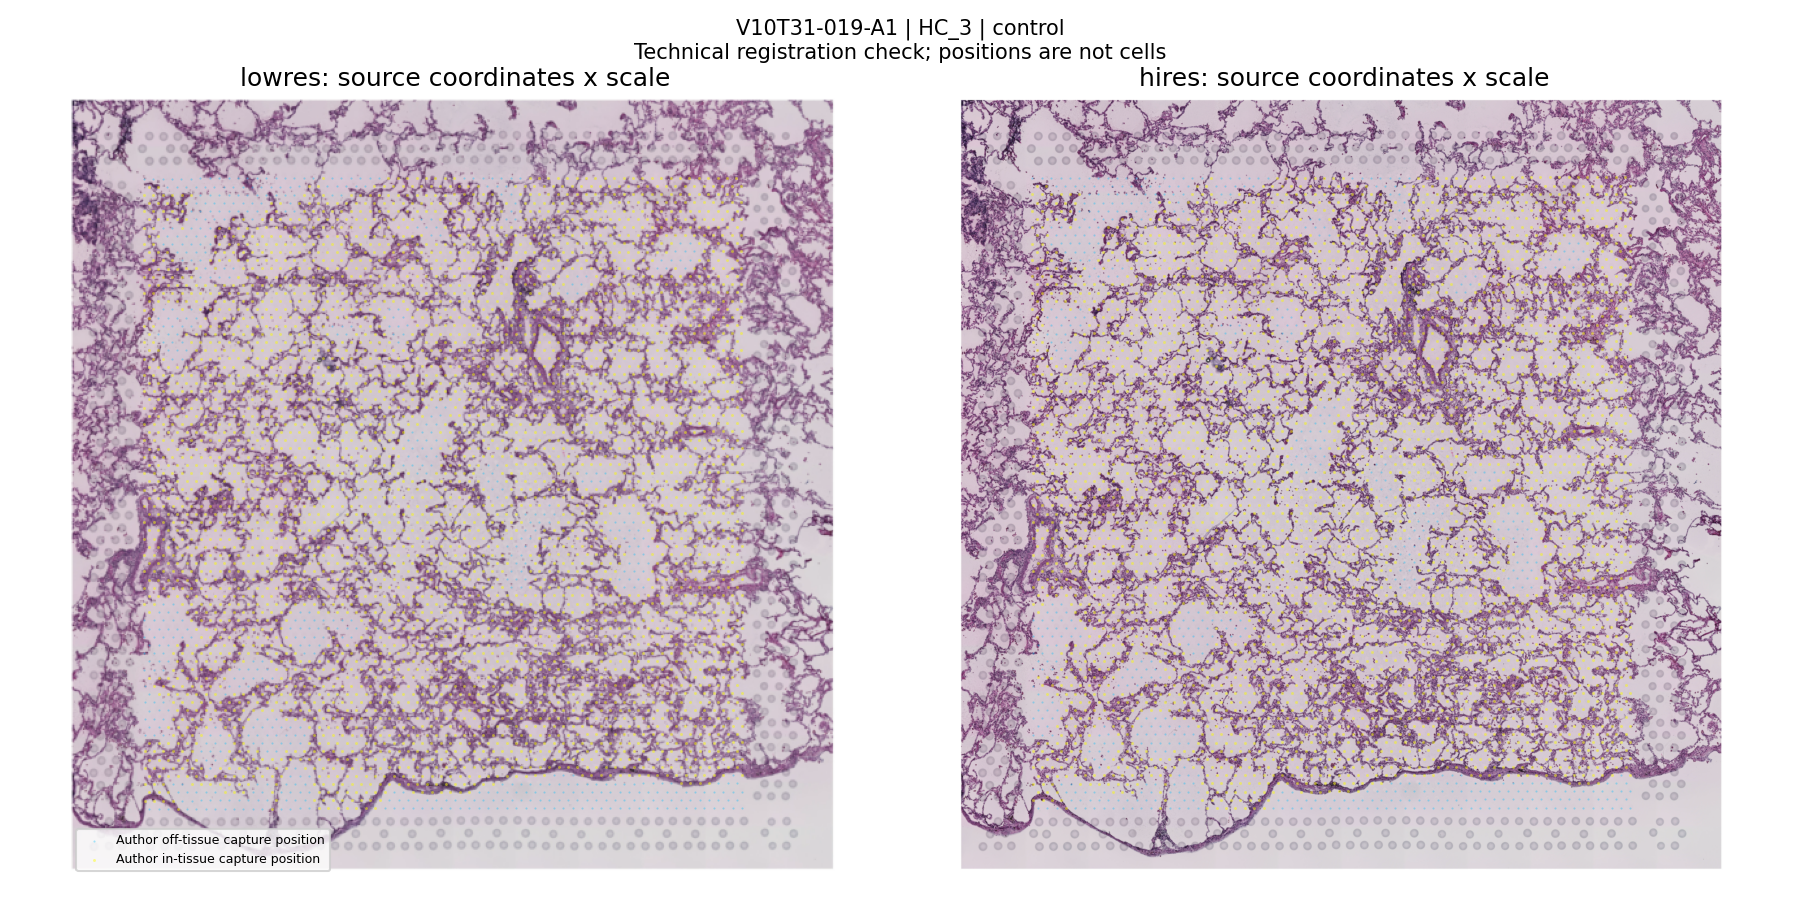 V10T31-019-A1 | HC_3 | control
Technical registration check; positions are not cells
lowres: source coordinates x scale
hires: source coordinates x scale
Author off-tissue capture position
Author in-tissue capture position